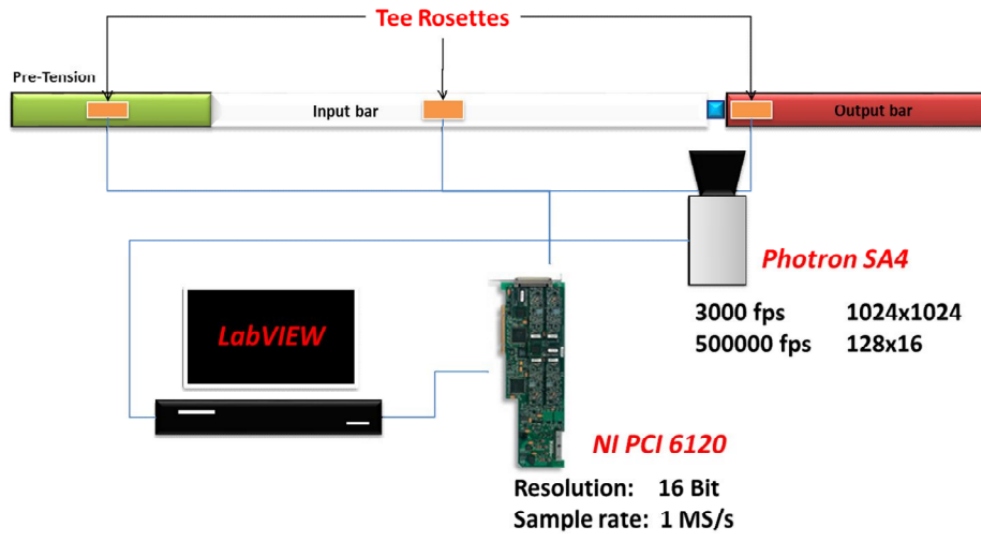 Tee Rosettes
Pre-Tension
Input bar
Output bar
Photron SA4
3000 fps 1024x1024
500000 fps 128x16
LabVIEW
NI PCI 6120
Resolution: 16 Bit
Sample rate: 1 MS/s